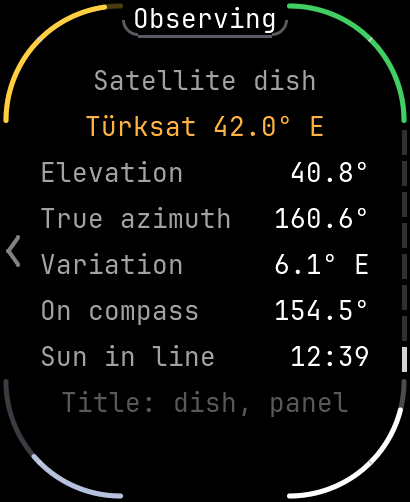 Observing
Satellite dish
Türksat 42.0° E
Elevation 40.8°
True azimuth 160.6°
Variation 6.1° E
On compass 154.5°
Sun in line 12:39
Title: dish, panel